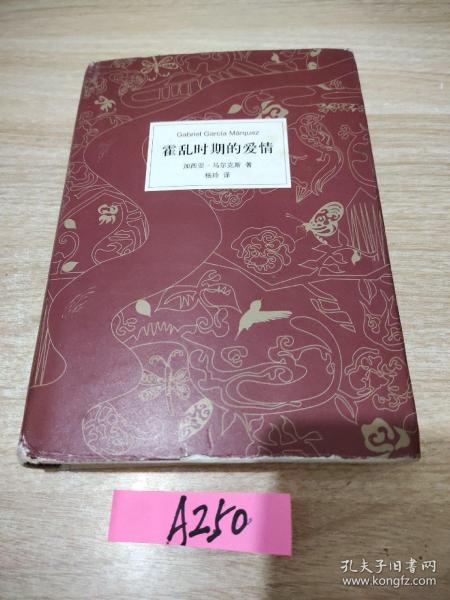 Gabriel García Márquez
霍乱时期的爱情
加西亚·马尔克斯 著
杨玲 译
A250
孔夫子旧书网
www.kongfz.com